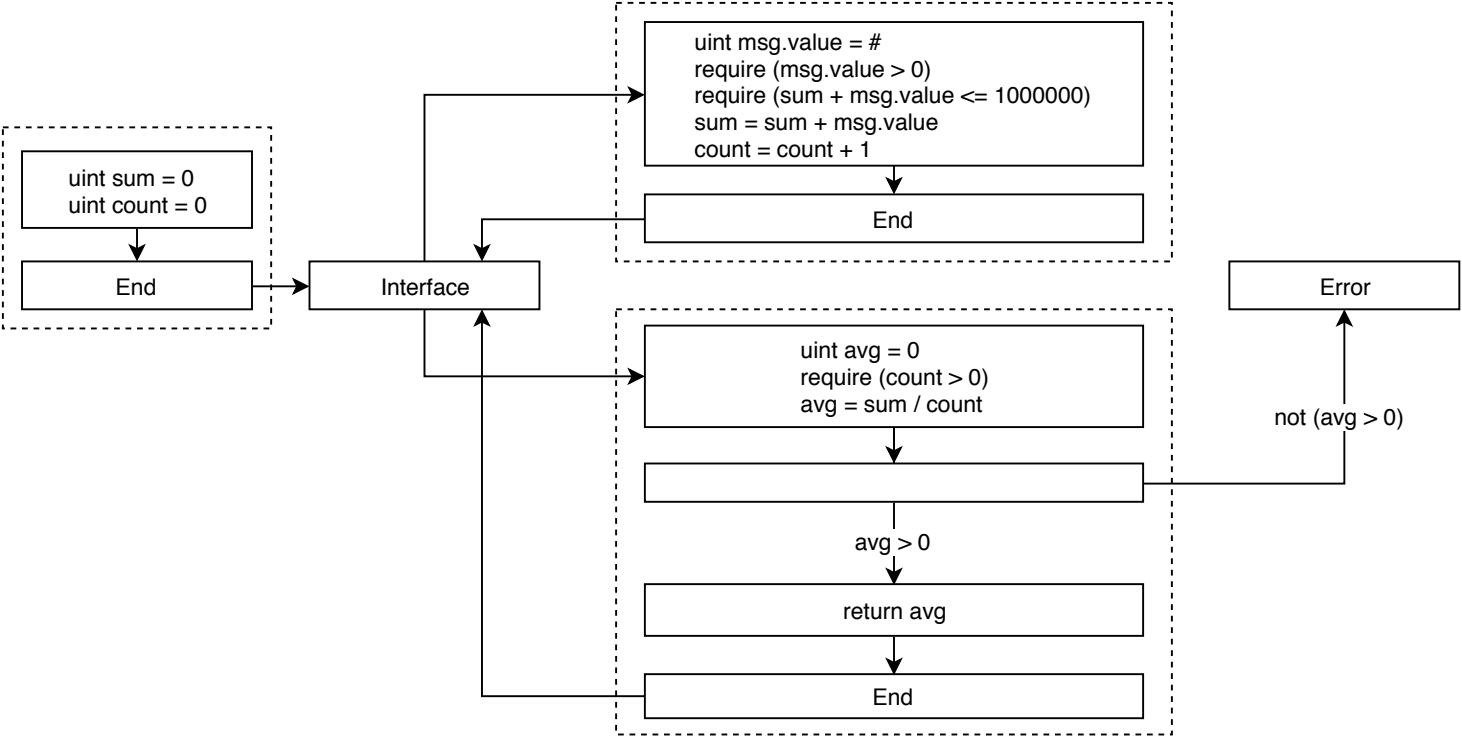 uint msg.value = #
require (msg.value > 0)
require (sum + msg.value <= 1000000)
sum = sum + msg.value
count = count + 1
End
uint sum = 0
uint count = 0
End
Interface
Error
uint avg = 0
require (count > 0)
avg = sum / count
not (avg > 0)
avg > 0
return avg
End